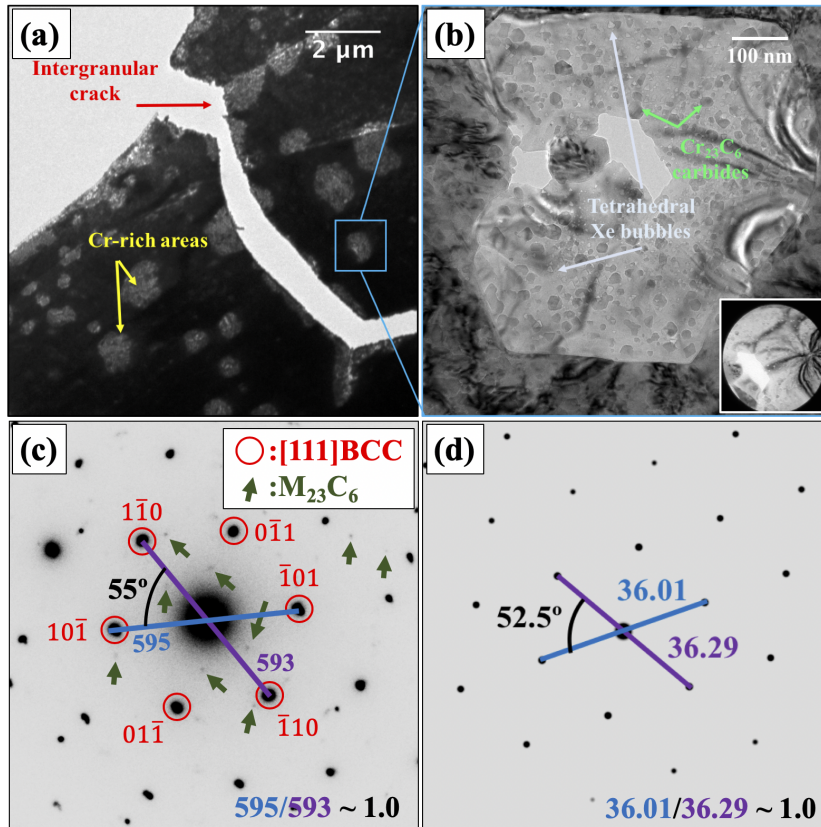 (a)
2 μm
Intergranular
crack
Cr-rich areas
(b)
100 nm
Cr₂₃C₆
carbides
Tetrahedral
Xe bubbles
(c)
○:[111]BCC
:M₂₃C₆
11̅0
01̅1
1̅01
55°
101̅
595
593
011̅
1̅10
595/593 ~ 1.0
(d)
36.01
52.5°
36.29
36.01/36.29 ~ 1.0